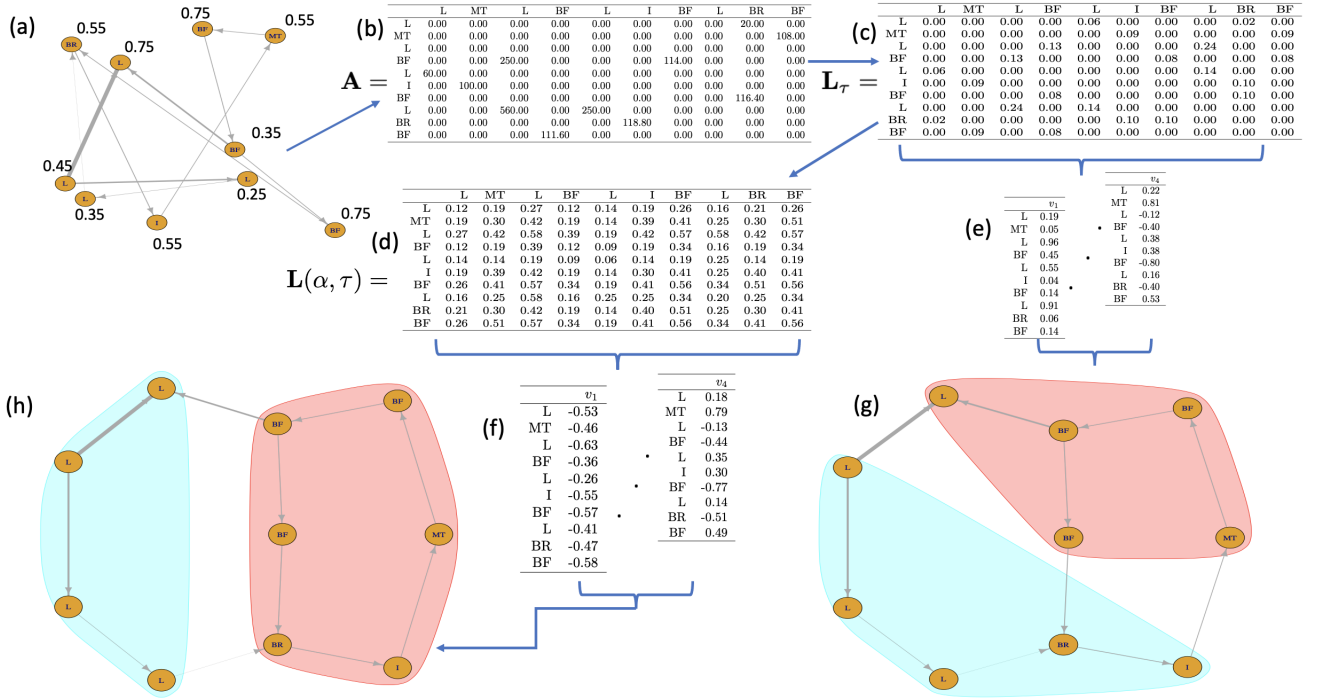 (a)
0.55
BR
0.75
L
0.75
BF
0.55
MT
0.35
BF
0.45
L
L
0.25
L
0.35
I
0.55
0.75
BF
(b)
A =
L MT L BF L I BF L BR BF
L 0.00 0.00 0.00 0.00 0.00 0.00 0.00 0.00 20.00 0.00
MT 0.00 0.00 0.00 0.00 0.00 0.00 0.00 0.00 0.00 108.00
L 0.00 0.00 0.00 0.00 0.00 0.00 0.00 0.00 0.00 0.00
BF 0.00 0.00 250.00 0.00 0.00 0.00 114.00 0.00 0.00 0.00
L 60.00 0.00 0.00 0.00 0.00 0.00 0.00 0.00 0.00 0.00
I 0.00 100.00 0.00 0.00 0.00 0.00 0.00 0.00 0.00 0.00
BF 0.00 0.00 0.00 0.00 0.00 0.00 0.00 0.00 116.40 0.00
L 0.00 0.00 560.00 0.00 250.00 0.00 0.00 0.00 0.00 0.00
BR 0.00 0.00 0.00 0.00 0.00 118.80 0.00 0.00 0.00 0.00
BF 0.00 0.00 0.00 111.60 0.00 0.00 0.00 0.00 0.00 0.00
(c)
Lτ =
L MT L BF L I BF L BR BF
L 0.00 0.00 0.00 0.00 0.06 0.00 0.00 0.00 0.02 0.00
MT 0.00 0.00 0.00 0.00 0.00 0.09 0.00 0.00 0.00 0.09
L 0.00 0.00 0.00 0.13 0.00 0.00 0.00 0.24 0.00 0.00
BF 0.00 0.00 0.13 0.00 0.00 0.00 0.08 0.00 0.00 0.08
L 0.06 0.00 0.00 0.00 0.00 0.00 0.00 0.14 0.00 0.00
I 0.00 0.09 0.00 0.00 0.00 0.00 0.00 0.00 0.10 0.00
BF 0.00 0.00 0.00 0.08 0.00 0.00 0.00 0.00 0.10 0.00
L 0.00 0.00 0.24 0.00 0.14 0.00 0.00 0.00 0.00 0.00
BR 0.02 0.00 0.00 0.00 0.00 0.10 0.10 0.00 0.00 0.00
BF 0.00 0.09 0.00 0.08 0.00 0.00 0.00 0.00 0.00 0.00
(d)
L(α, τ) =
L MT L BF L I BF L BR BF
L 0.12 0.19 0.27 0.12 0.14 0.19 0.26 0.16 0.21 0.26
MT 0.19 0.30 0.42 0.19 0.14 0.39 0.41 0.25 0.30 0.51
L 0.27 0.42 0.58 0.39 0.19 0.42 0.57 0.58 0.42 0.57
BF 0.12 0.19 0.39 0.12 0.09 0.19 0.34 0.16 0.19 0.34
L 0.14 0.14 0.19 0.09 0.06 0.14 0.19 0.25 0.14 0.19
I 0.19 0.39 0.42 0.19 0.14 0.30 0.41 0.25 0.40 0.41
BF 0.26 0.41 0.57 0.34 0.19 0.41 0.56 0.34 0.51 0.56
L 0.16 0.25 0.58 0.16 0.25 0.25 0.34 0.20 0.25 0.34
BR 0.21 0.30 0.42 0.19 0.14 0.40 0.51 0.25 0.30 0.41
BF 0.26 0.51 0.57 0.34 0.19 0.41 0.56 0.34 0.41 0.56
(e)
v1
L 0.19
MT 0.05
L 0.96
BF 0.45
L 0.55
I 0.04
BF 0.14
L 0.91
BR 0.06
BF 0.14
v4
L 0.22
MT 0.81
L -0.12
BF -0.40
L 0.38
I 0.38
BF -0.80
L 0.16
BR -0.40
BF 0.53
(f)
v1
L -0.53
MT -0.46
L -0.63
BF -0.36
L -0.26
I -0.55
BF -0.57
L -0.41
BR -0.47
BF -0.58
v4
L 0.18
MT 0.79
L -0.13
BF -0.44
L 0.35
I 0.30
BF -0.77
L 0.14
BR -0.51
BF 0.49
(h)
L
BF
BF
L
BF
MT
L
BR
I
L
(g)
L
BF
BF
L
BF
MT
L
BR
I
L